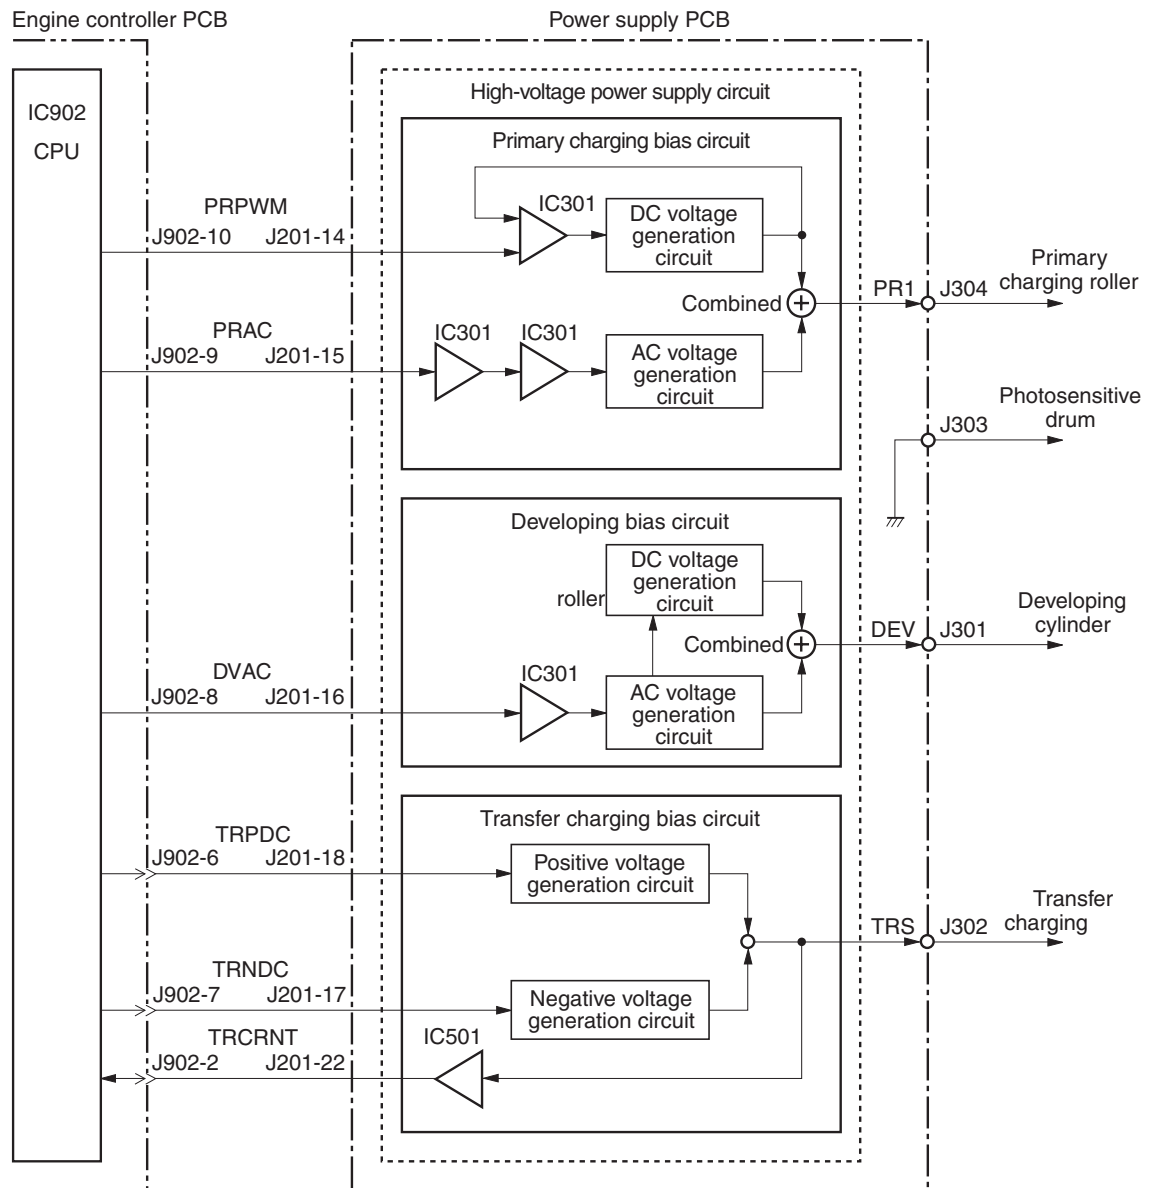 Engine controller PCB
Power supply PCB
High-voltage power supply circuit
IC902
CPU
Primary charging bias circuit
PRPWM
J902-10 J201-14
IC301
DC voltage
generation
circuit
Primary
charging roller
Combined
PR1
J304
PRAC
J902-9 J201-15
IC301
IC301
AC voltage
generation
circuit
Photosensitive
drum
J303
Developing bias circuit
DC voltage
generation
circuit
roller
Developing
cylinder
Combined
DEV
J301
DVAC
J902-8 J201-16
IC301
AC voltage
generation
circuit
Transfer charging bias circuit
TRPDC
J902-6 J201-18
Positive voltage
generation circuit
Transfer
charging
TRS
J302
TRNDC
J902-7 J201-17
Negative voltage
generation circuit
TRCRNT
J902-2 J201-22
IC501